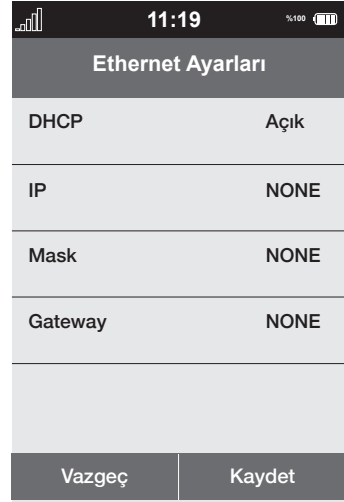 11:19 %100
Ethernet Ayarları
DHCP Açık
IP NONE
Mask NONE
Gateway NONE
Vazgeç Kaydet